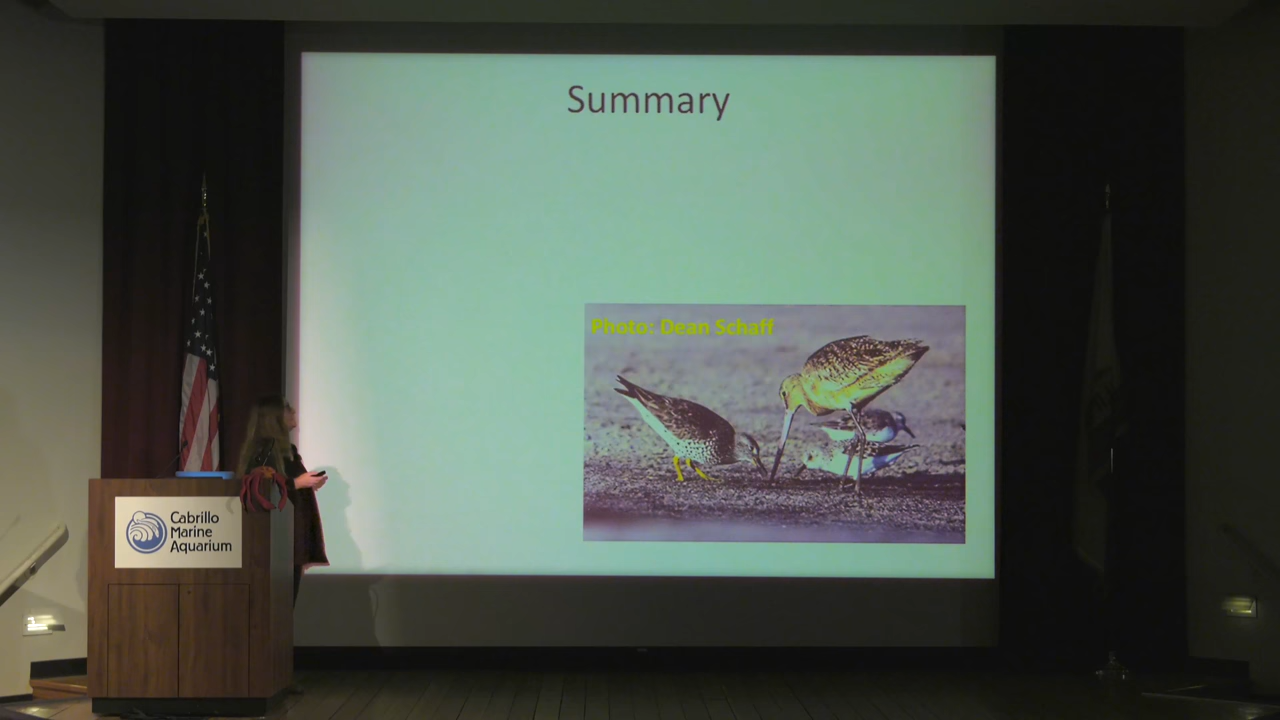 Summary
Photo: Dean Schaff
Cabrillo
Marine
Aquarium